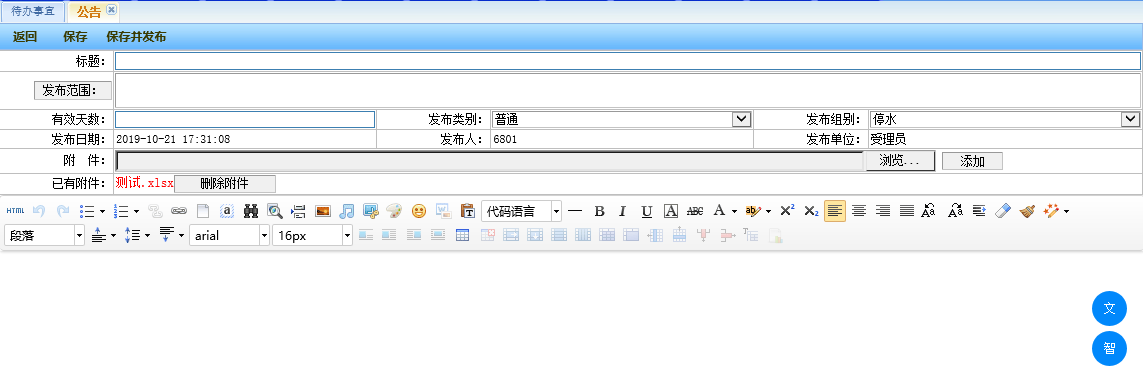 待办事宜 公告
返回 保存 保存并发布
标题：
发布范围：
有效天数： 发布类别： 普通 发布组别： 停水
发布日期： 2019-10-21 17:31:08 发布人： 6801 发布单位： 受理员
附 件： 浏览... 添加
已有附件： 测试.xlsx 删除附件
HTML 代码语言 B I U A ABC A ab X² X₂
段落 arial 16px
文
智